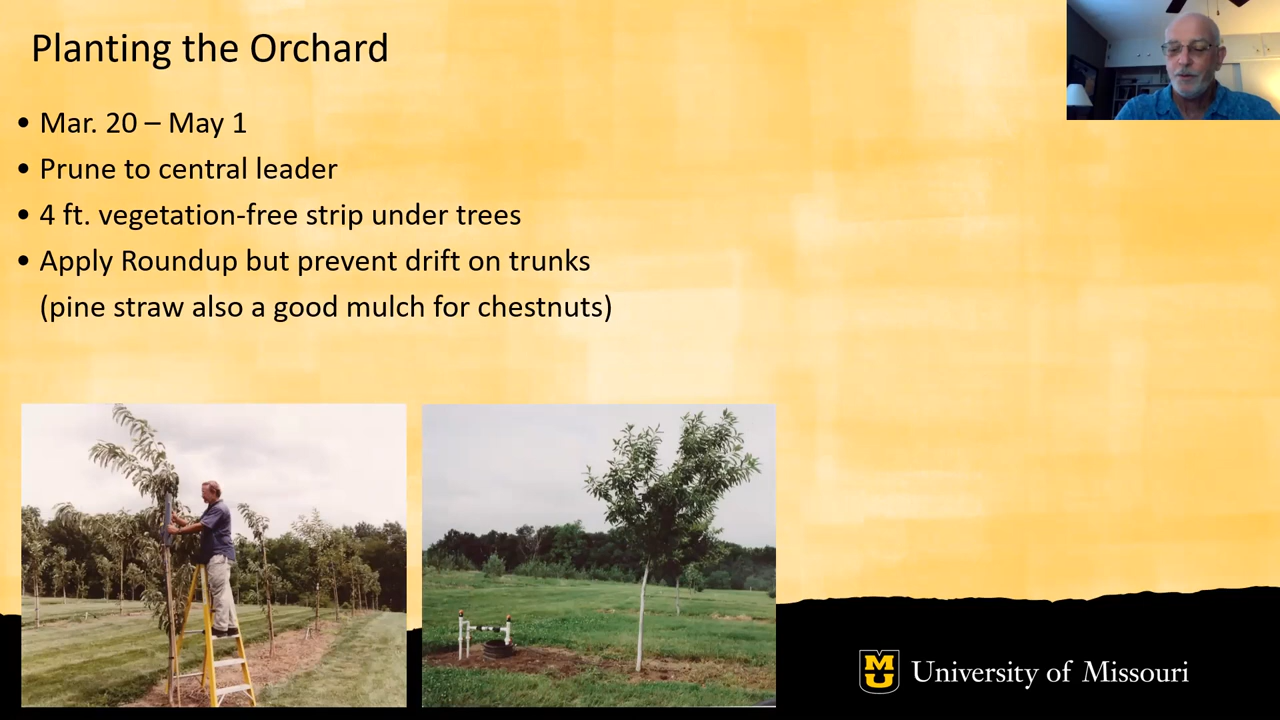 Planting the Orchard
• Mar. 20 – May 1
• Prune to central leader
• 4 ft. vegetation-free strip under trees
• Apply Roundup but prevent drift on trunks
(pine straw also a good mulch for chestnuts)
MU University of Missouri